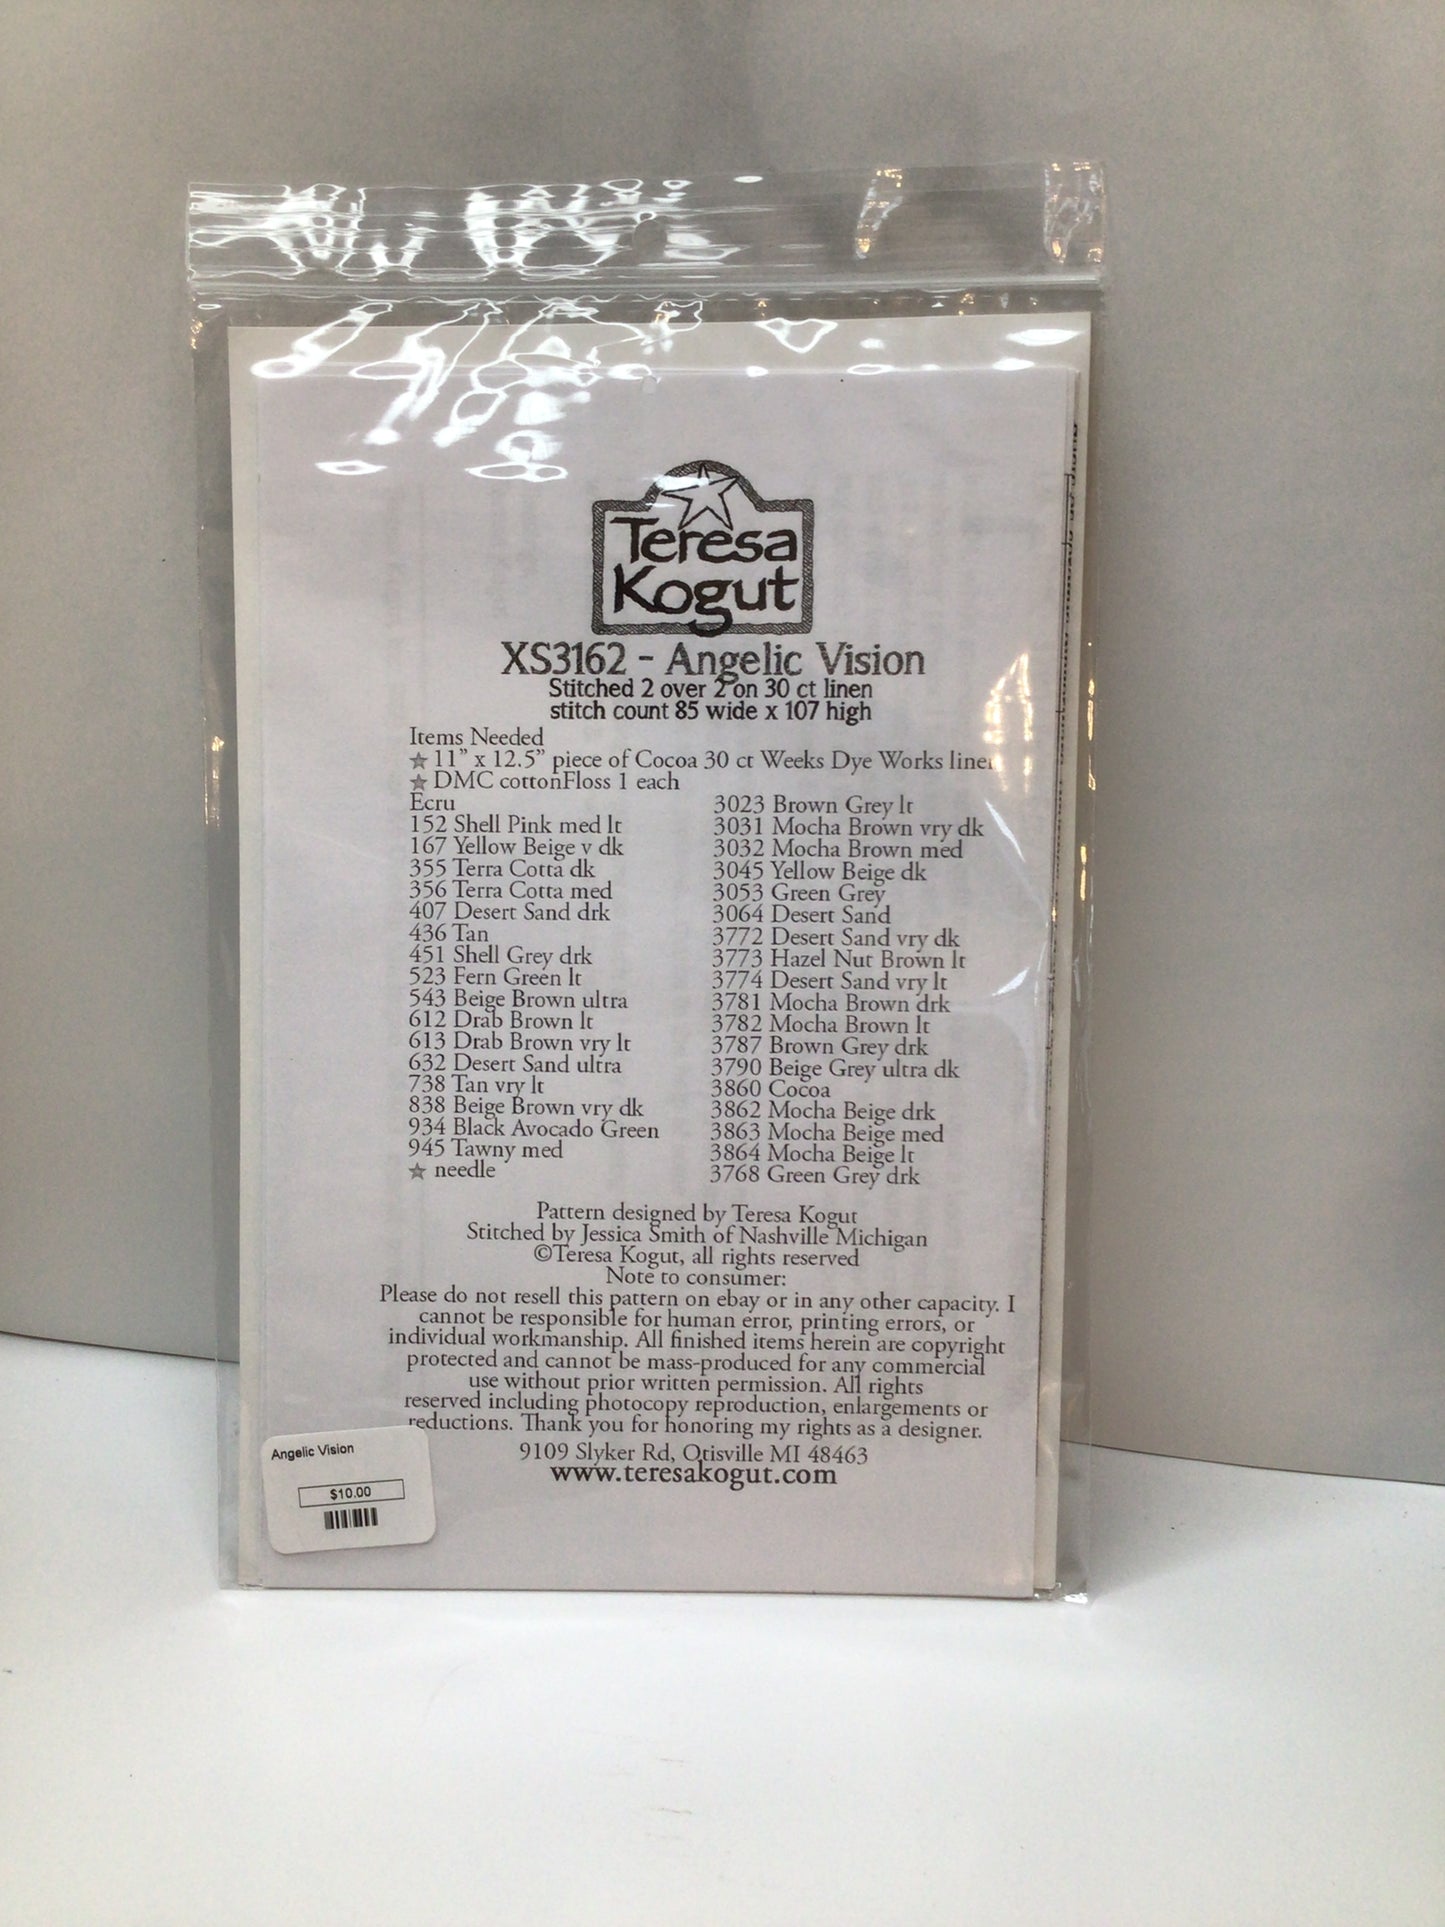 Teresa
Kogut
XS3162 - Angelic Vision
Stitched 2 over 2 on 30 ct linen
stitch count 85 wide x 107 high
Items Needed
11" x 12.5" piece of Cocoa 30 ct Weeks Dye Works linen
DMC cottonFloss 1 each
Ecru
152 Shell Pink med lt
167 Yellow Beige v dk
355 Terra Cotta dk
356 Terra Cotta med
407 Desert Sand drk
436 Tan
451 Shell Grey drk
523 Fern Green lt
543 Beige Brown ultra
612 Drab Brown lt
613 Drab Brown vry lt
632 Desert Sand ultra
738 Tan vry lt
838 Beige Brown vry dk
934 Black Avocado Green
945 Tawny med
needle
3023 Brown Grey lt
3031 Mocha Brown vry dk
3032 Mocha Brown med
3045 Yellow Beige dk
3053 Green Grey
3064 Desert Sand
3772 Desert Sand vry dk
3773 Hazel Nut Brown lt
3774 Desert Sand vry lt
3781 Mocha Brown drk
3782 Mocha Brown lt
3787 Brown Grey drk
3790 Beige Grey ultra dk
3860 Cocoa
3862 Mocha Beige drk
3863 Mocha Beige med
3864 Mocha Beige lt
3768 Green Grey drk
Pattern designed by Teresa Kogut
Stitched by Jessica Smith of Nashville Michigan
©Teresa Kogut, all rights reserved
Note to consumer:
Please do not resell this pattern on ebay or in any other capacity. I
cannot be responsible for human error, printing errors, or
individual workmanship. All finished items herein are copyright
protected and cannot be mass-produced for any commercial
use without prior written permission. All rights
reserved including photocopy reproduction, enlargements or
reductions. Thank you for honoring my rights as a designer.
9109 Slyker Rd, Otisville MI 48463
www.teresakogut.com
Angelic Vision
$10.00